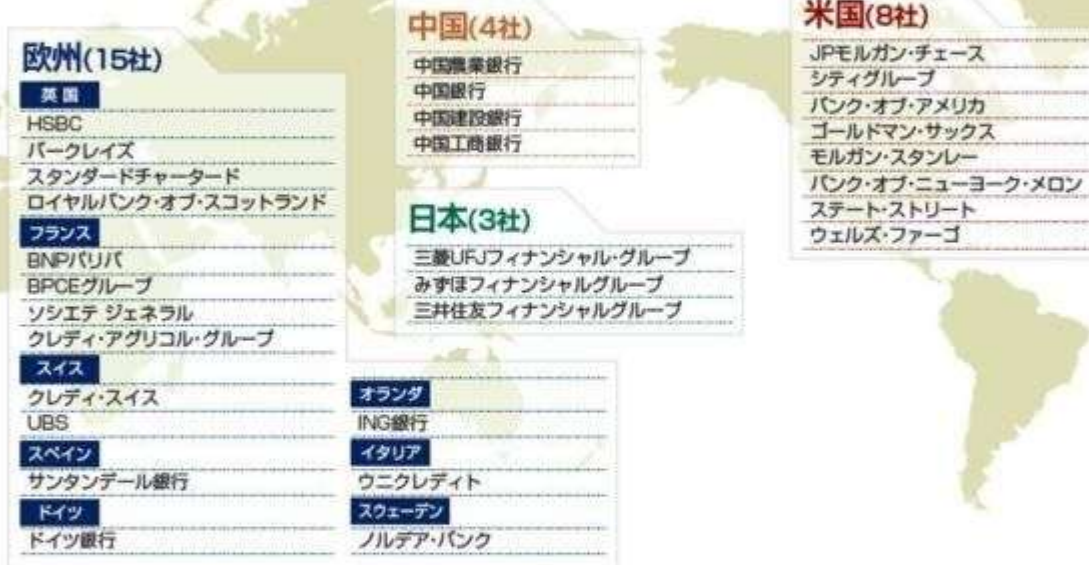 欧州(15社)
英国
HSBC
バークレイズ
スタンダードチャータード
ロイヤルバンク・オブ・スコットランド
フランス
BNPパリバ
BPCEグループ
ソシエテ ジェネラル
クレディ・アグリコル・グループ
スイス
クレディ・スイス
UBS
スペイン
サンタンデール銀行
ドイツ
ドイツ銀行
オランダ
ING銀行
イタリア
ウニクレディト
スウェーデン
ノルデア・バンク
中国(4社)
中国農業銀行
中国銀行
中国建設銀行
中国工商銀行
日本(3社)
三菱UFJフィナンシャル・グループ
みずほフィナンシャルグループ
三井住友フィナンシャルグループ
米国(8社)
JPモルガン・チェース
シティグループ
バンク・オブ・アメリカ
ゴールドマン・サックス
モルガン・スタンレー
バンク・オブ・ニューヨーク・メロン
ステート・ストリート
ウェルズ・ファーゴ